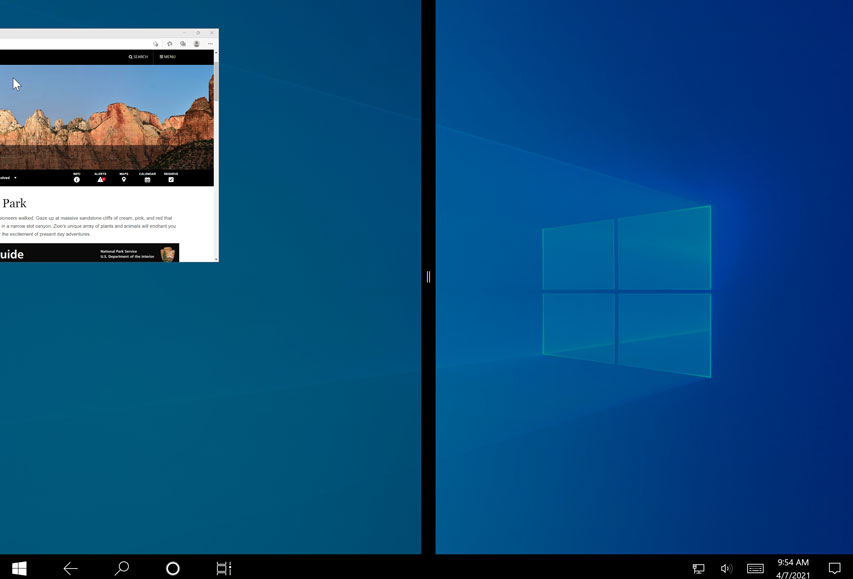 SEARCH
MENU
INFO
ALERTS
MAPS
CALENDAR
RESERVE
Park
pioneers walked. Gaze up at massive sandstone cliffs of cream, pink, and red that
in a narrow slot canyon. Zion's unique array of plants and animals will enchant you
the excitement of present day adventures.
uide
National Park Service
U.S. Department of the Interior
9:54 AM
4/7/2021